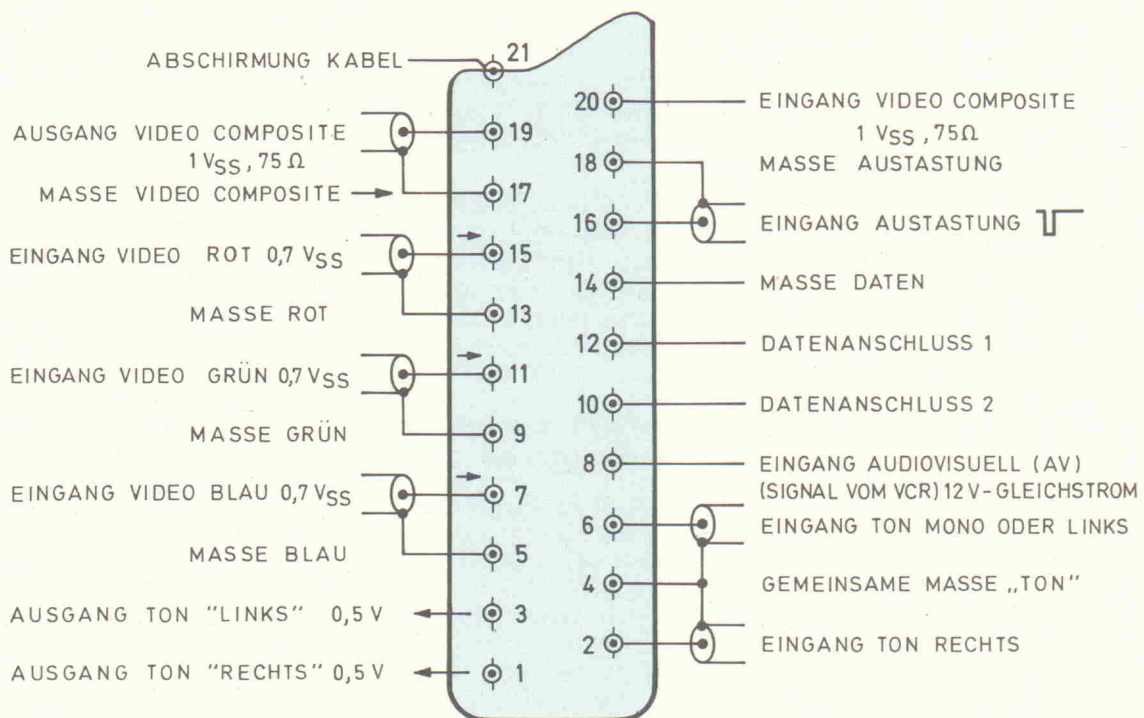 ABSCHIRMUNG KABEL
21
AUSGANG VIDEO COMPOSITE
1 VSS, 75 Ω
19
MASSE VIDEO COMPOSITE
17
EINGANG VIDEO ROT 0,7 VSS
15
MASSE ROT
13
EINGANG VIDEO GRÜN 0,7 VSS
11
MASSE GRÜN
9
EINGANG VIDEO BLAU 0,7 VSS
7
MASSE BLAU
5
AUSGANG TON "LINKS" 0,5 V
3
AUSGANG TON "RECHTS" 0,5 V
1
20
EINGANG VIDEO COMPOSITE
1 VSS, 75Ω
18
MASSE AUSTASTUNG
16
EINGANG AUSTASTUNG
14
MASSE DATEN
12
DATENANSCHLUSS 1
10
DATENANSCHLUSS 2
8
EINGANG AUDIOVISUELL (AV)
(SIGNAL VOM VCR) 12 V-GLEICHSTROM
6
EINGANG TON MONO ODER LINKS
4
GEMEINSAME MASSE „TON"
2
EINGANG TON RECHTS